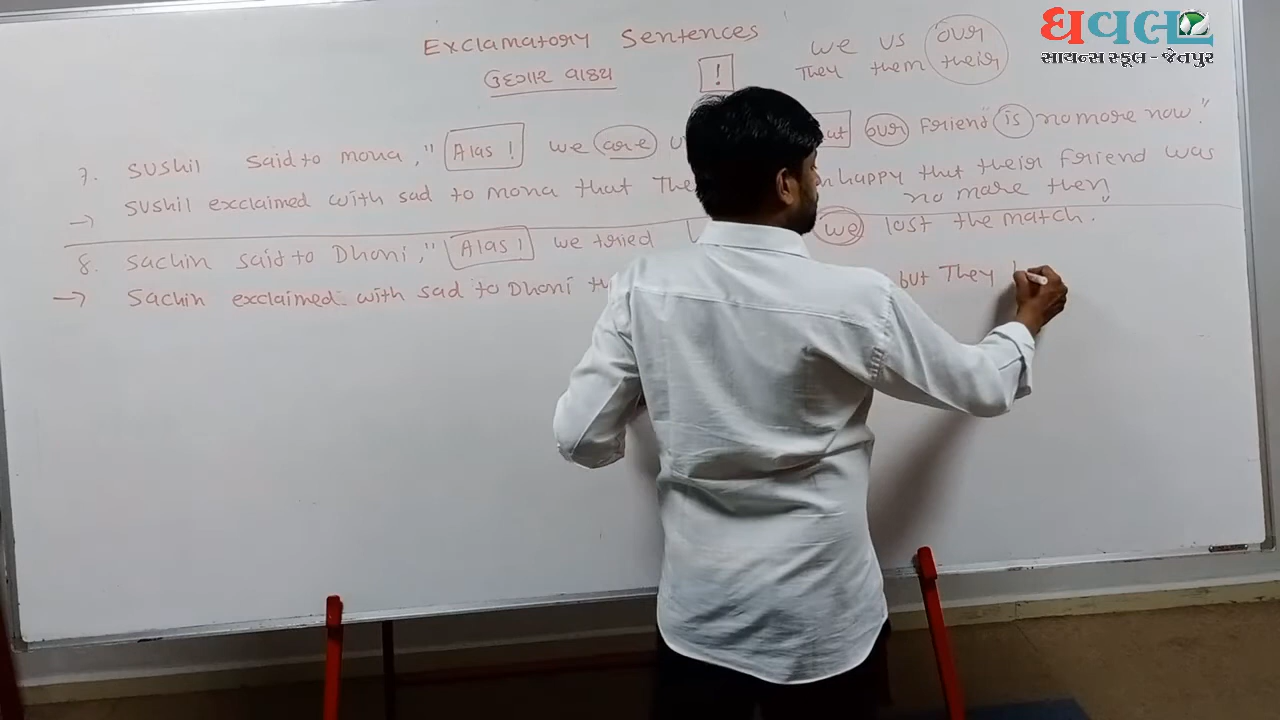 Exclamatory Sentences
ઉદગાર વાક્ય !
we us our
They them their
ધવલ
સાયન્સ સ્કૂલ - જેતપુર
7. Sushil said to mona, " Alas ! we are our friend is no more now."
→ Sushil exclaimed with sad to mona that The happy that their friend was
no more then
8. Sachin said to Dhoni, " Alas ! we tried we lost the match.
→ Sachin exclaimed with sad to Dhoni but They